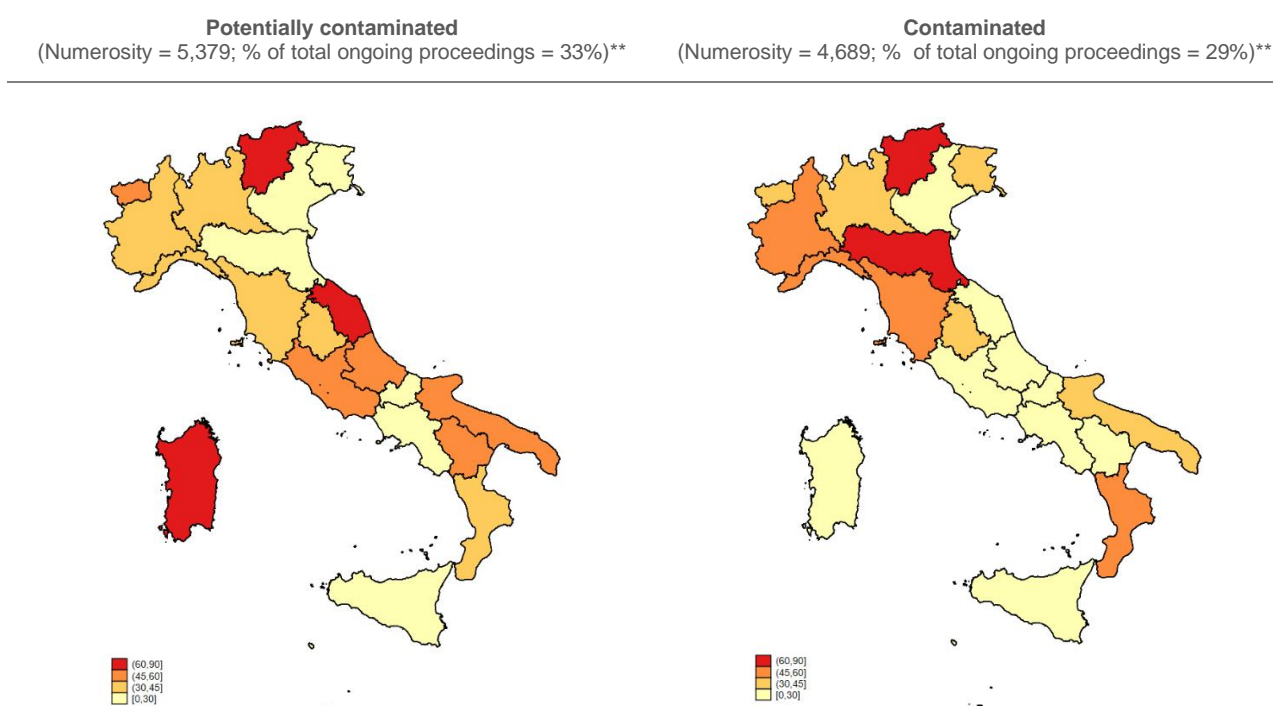 Potentially contaminated
(Numerosity = 5,379; % of total ongoing proceedings = 33%)**
Contaminated
(Numerosity = 4,689; % of total ongoing proceedings = 29%)**
(60,90]
(45,60]
(30,45]
[0,30]
(60,90]
(45,60]
(30,45]
[0,30]